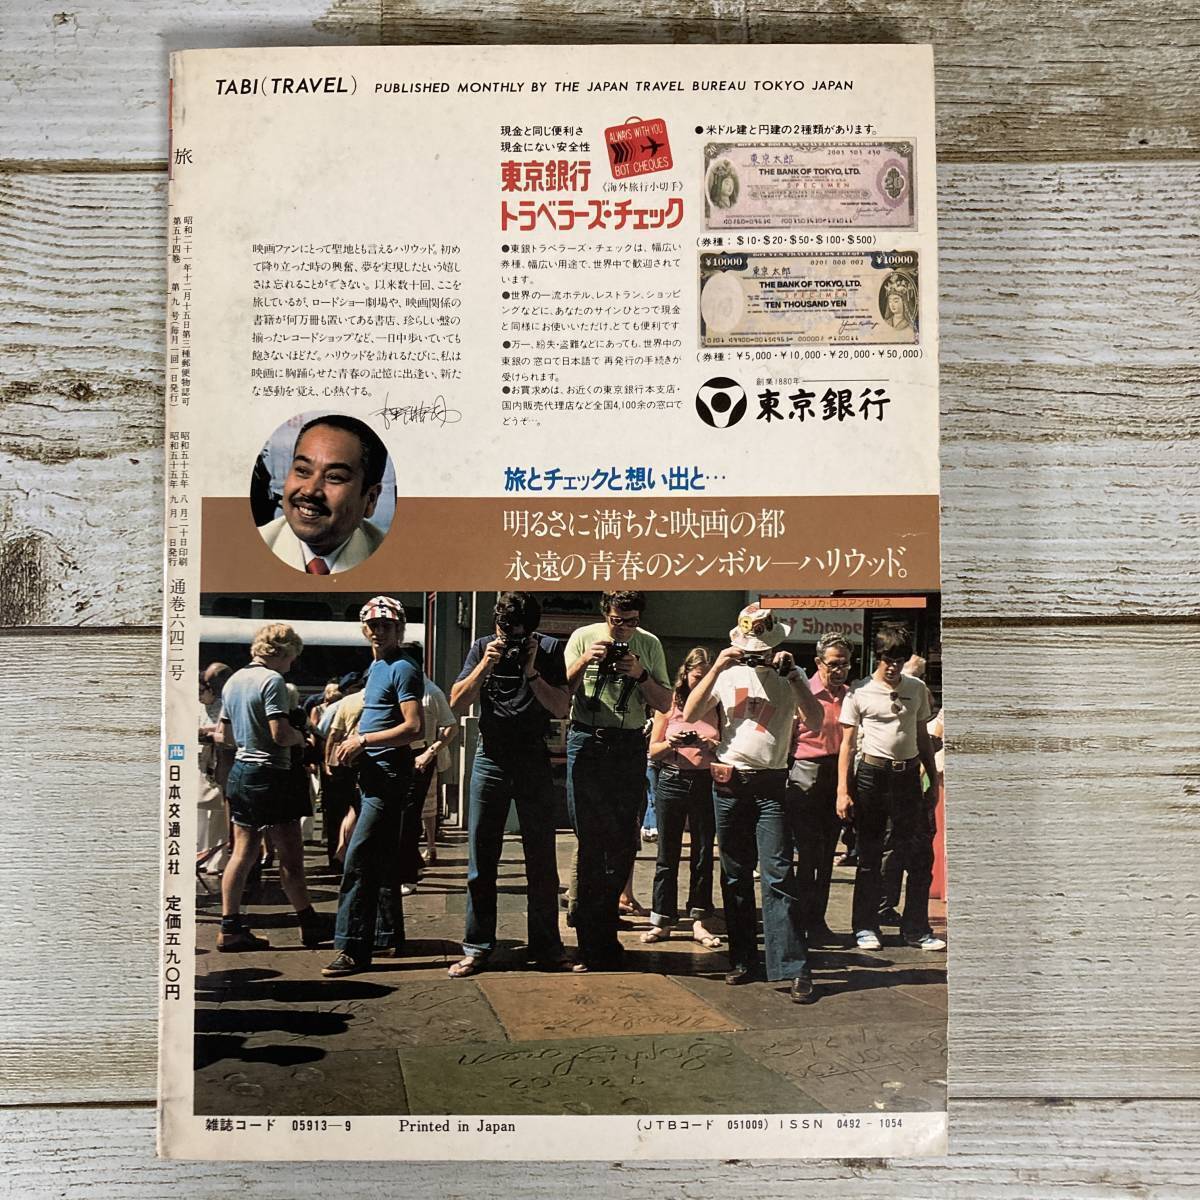 TABI(TRAVEL) PUBLISHED MONTHLY BY THE JAPAN TRAVEL BUREAU TOKYO JAPAN
旅
昭和二十一年十二月十五日第三種郵便物認可
第五十四巻 第九号(毎月一回一日発行)
昭和五十五年八月二十日印刷
昭和五十五年九月一日発行
通巻六四二号
jtb 日本交通公社
定価五九〇円
現金と同じ便利さ
現金にない安全性
東京銀行
《海外旅行小切手》
トラベラーズ・チェック
ALWAYS WITH YOU
BOT CHEQUES
●東銀トラベラーズ・チェックは、幅広い
券種、幅広い用途で、世界中で歓迎されて
います。
●世界の一流ホテル、レストラン、ショッピ
ングなどに、あなたのサインひとつで現金
と同様にお使いいただけ、とても便利です
●万一、紛失・盗難などにあっても、世界中の
東銀の窓口で日本語で再発行の手続きが
受けられます。
●お買求めは、お近くの東京銀行本支店・
国内販売代理店など全国4,100余の窓口で
どうぞ…。
●米ドル建と円建の2種類があります。
東京太郎
THE BANK OF TOKYO, LTD.
SPECIMEN
(券種：$10・$20・$50・$100・$500)
¥10000
¥10000
東京太郎
0201 000 002
THE BANK OF TOKYO, LTD.
SPECIMEN
TEN THOUSAND YEN
(券種：￥5,000・￥10,000・￥20,000・￥50,000)
創業1880年
東京銀行
映画ファンにとって聖地とも言えるハリウッド。初め
て降り立った時の興奮、夢を実現したという嬉し
さは忘れることができない。以来数十回、ここを
旅しているが、ロードショー劇場や、映画関係の
書籍が何万冊も置いてある書店、珍らしい盤の
揃ったレコードショップなど、一日中歩いていても
飽きないほどだ。ハリウッドを訪れるたびに、私は
映画に胸踊らせた青春の記憶に出逢い、新た
な感動を覚え、心熱くする。
旅とチェックと想い出と…
明るさに満ちた映画の都
永遠の青春のシンボル—ハリウッド。
アメリカ・ロスアンゼルス
雑誌コード 05913—9 Printed in Japan (JTBコード 051009) ISSN 0492 - 1054